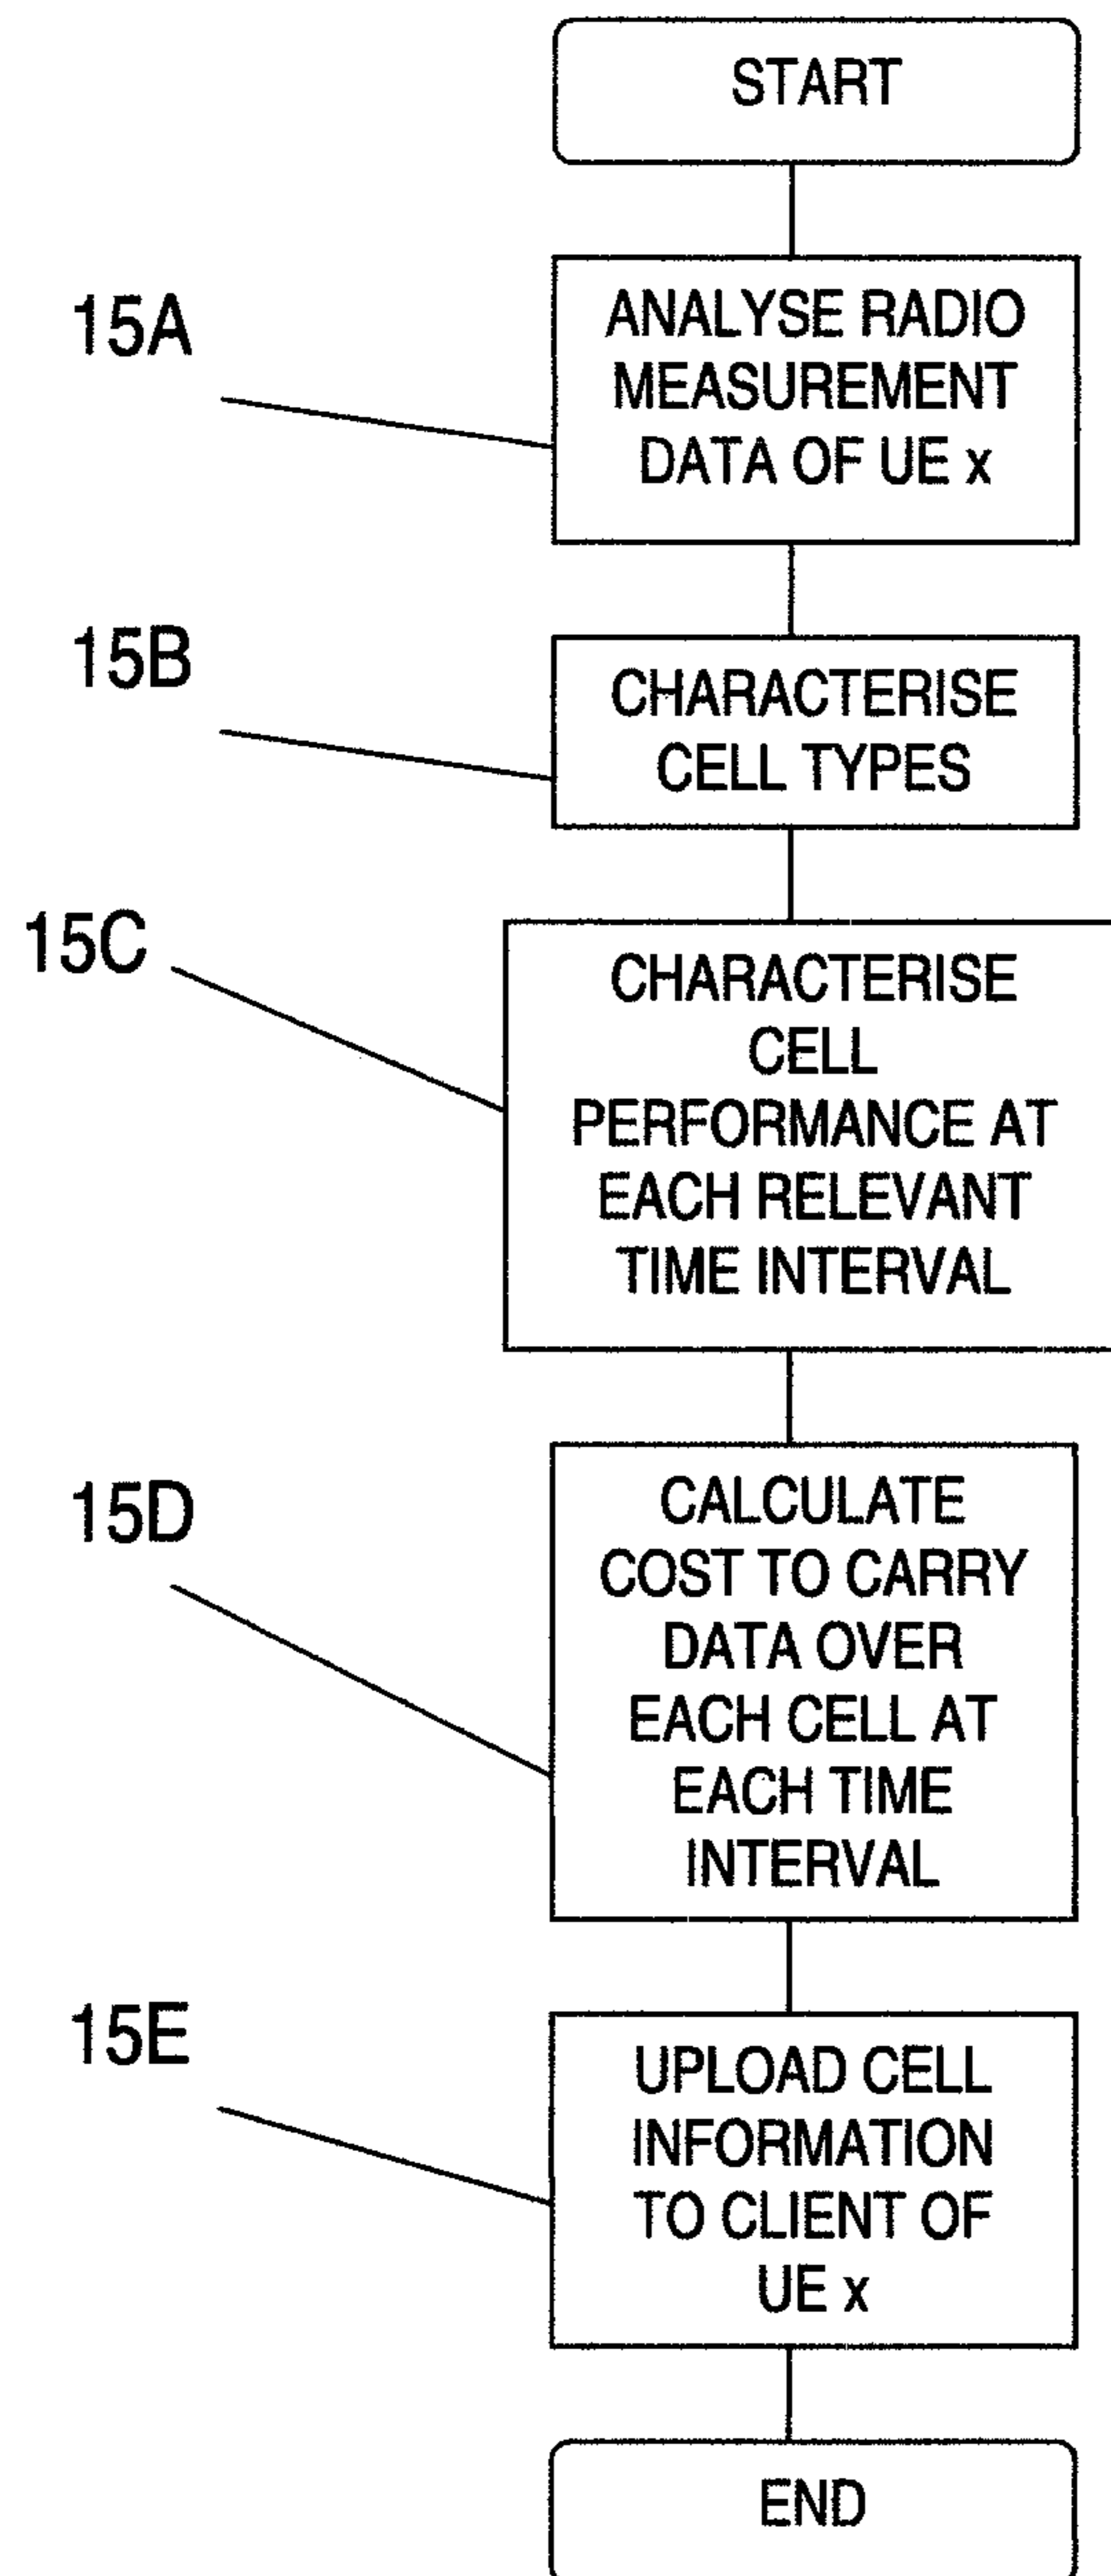 START
15A
ANALYSE RADIO
MEASUREMENT
DATA OF UE x
15B
CHARACTERISE
CELL TYPES
15C
CHARACTERISE
CELL
PERFORMANCE AT
EACH RELEVANT
TIME INTERVAL
15D
CALCULATE
COST TO CARRY
DATA OVER
EACH CELL AT
EACH TIME
INTERVAL
15E
UPLOAD CELL
INFORMATION
TO CLIENT OF
UE x
END